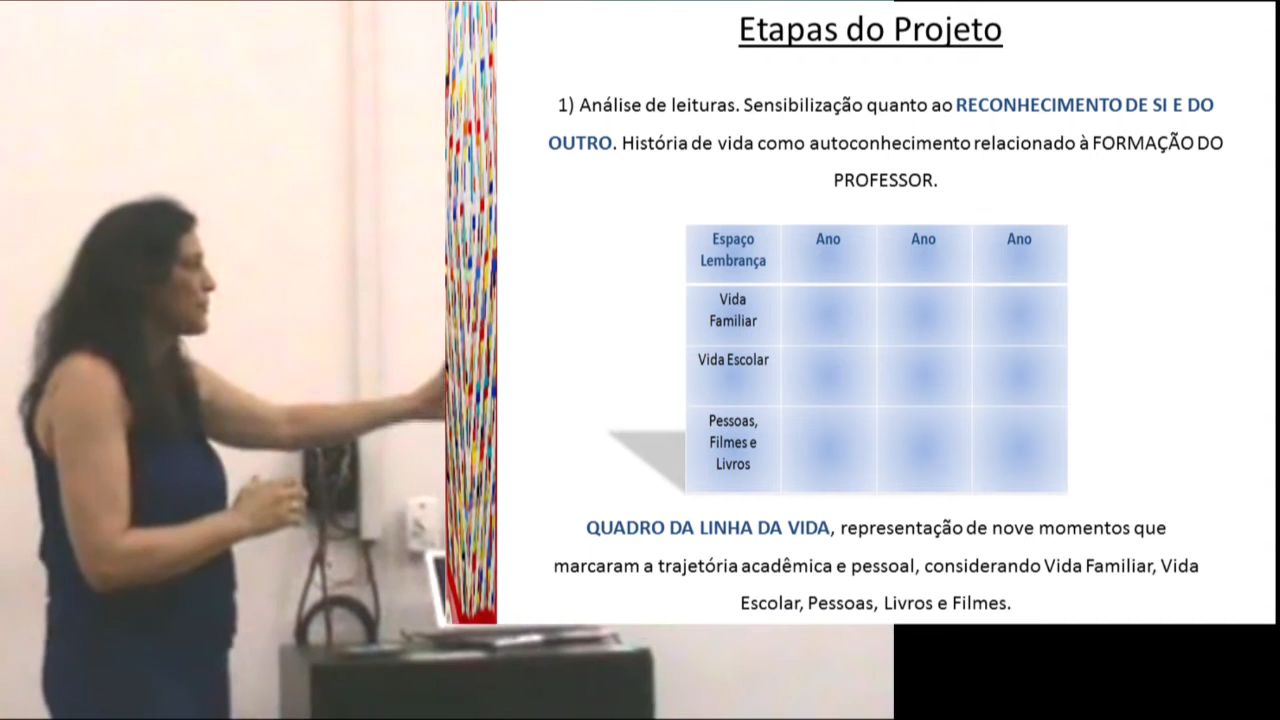 Etapas do Projeto
1) Análise de leituras. Sensibilização quanto ao RECONHECIMENTO DE SI E DO
OUTRO. História de vida como autoconhecimento relacionado à FORMAÇÃO DO
PROFESSOR.
Espaço Lembrança Ano Ano Ano
Vida
Familiar
Vida Escolar
Pessoas,
Filmes e
Livros
QUADRO DA LINHA DA VIDA, representação de nove momentos que
marcaram a trajetória acadêmica e pessoal, considerando Vida Familiar, Vida
Escolar, Pessoas, Livros e Filmes.